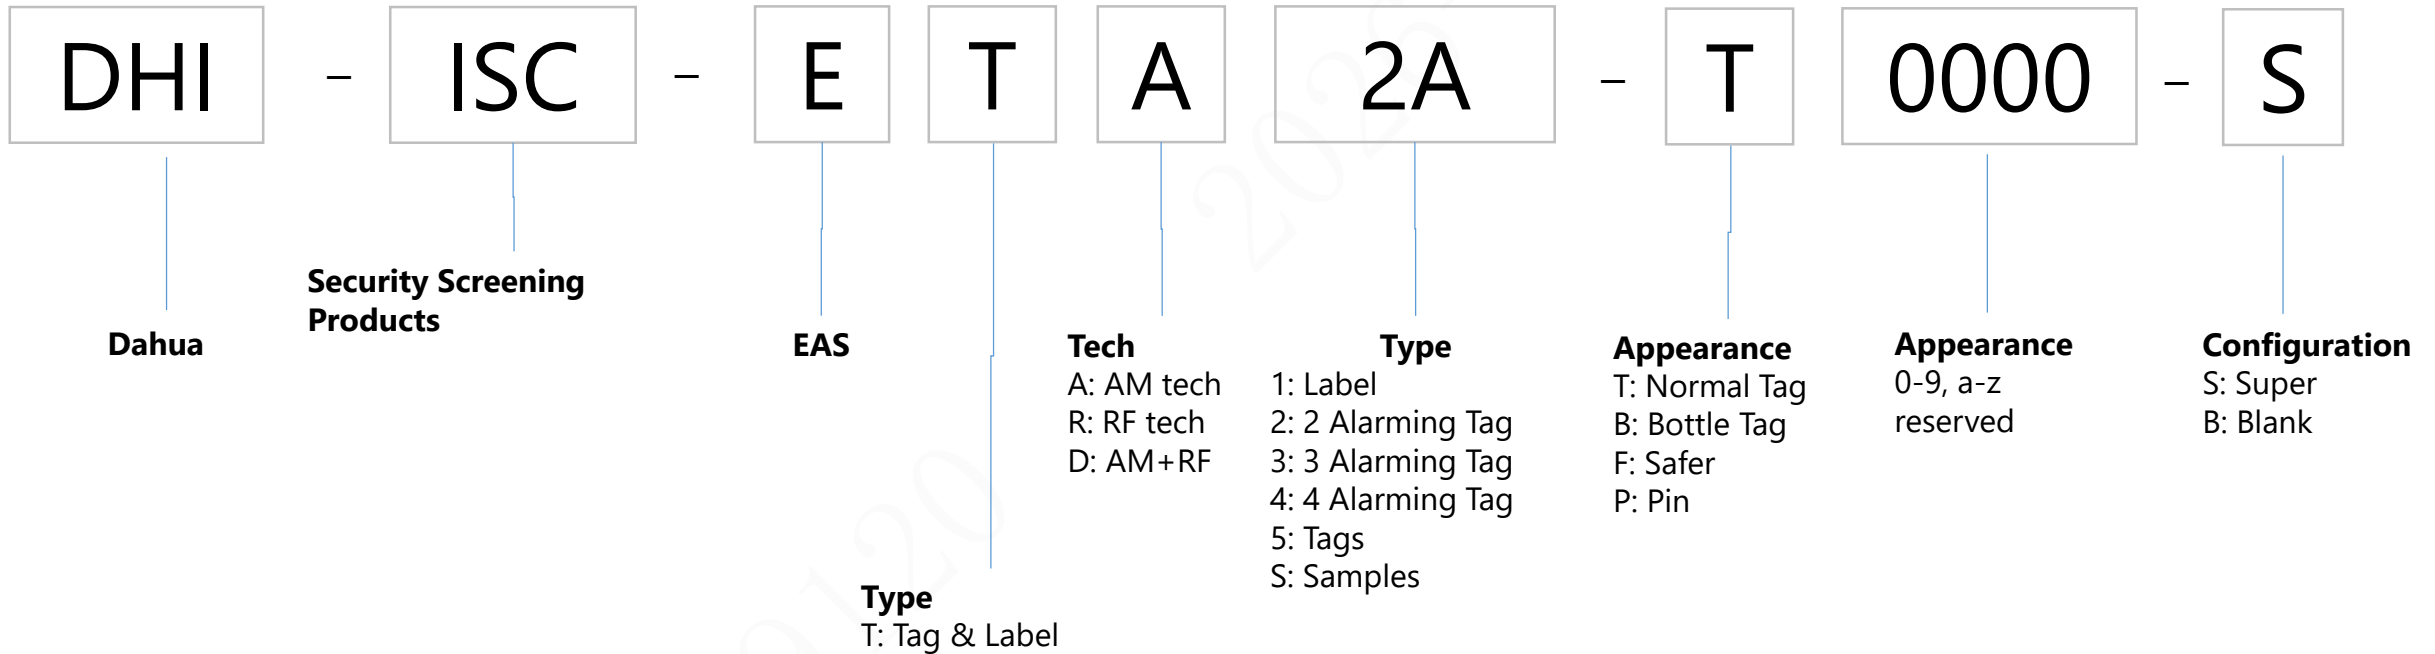 DHI - ISC - E T A 2A - T 0000 - S
Dahua
Security Screening
Products
EAS
Type
T: Tag & Label
Tech
A: AM tech
R: RF tech
D: AM+RF
Type
1: Label
2: 2 Alarming Tag
3: 3 Alarming Tag
4: 4 Alarming Tag
5: Tags
S: Samples
Appearance
T: Normal Tag
B: Bottle Tag
F: Safer
P: Pin
Appearance
0-9, a-z
reserved
Configuration
S: Super
B: Blank